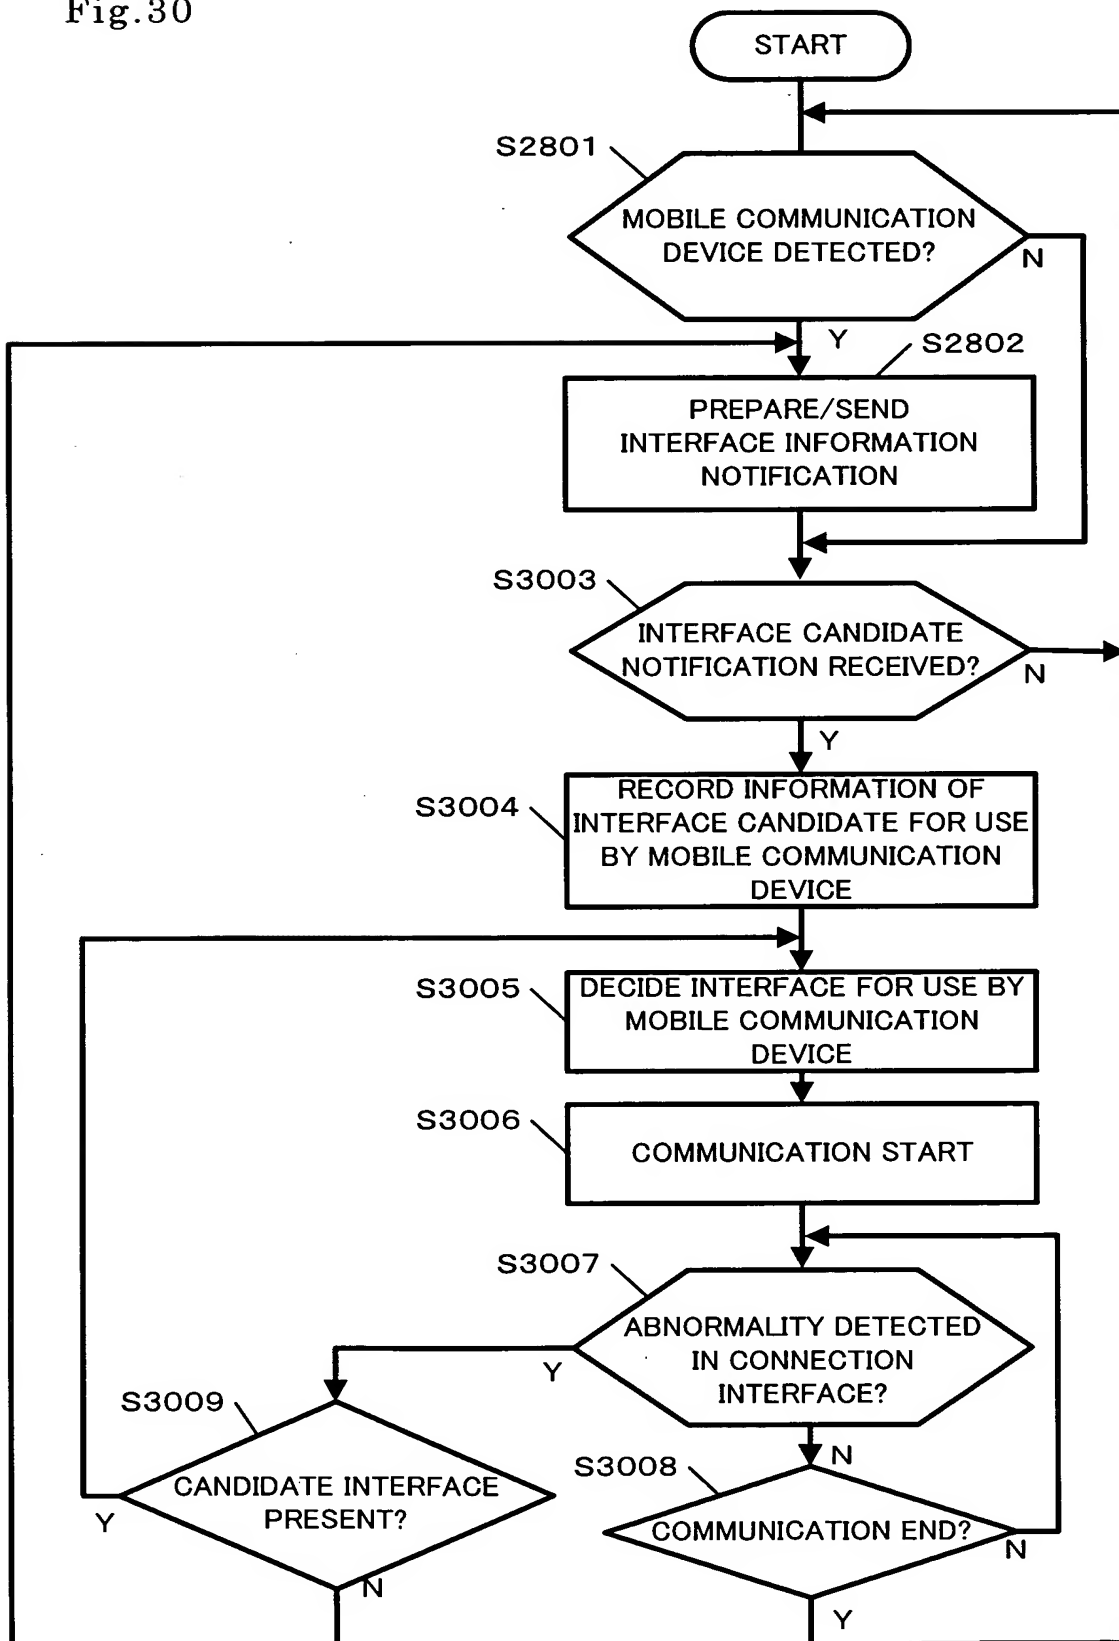 Fig.30
START
S2801
MOBILE COMMUNICATION
DEVICE DETECTED?
N
Y
S2802
PREPARE/SEND
INTERFACE INFORMATION
NOTIFICATION
S3003
INTERFACE CANDIDATE
NOTIFICATION RECEIVED?
N
Y
S3004
RECORD INFORMATION OF
INTERFACE CANDIDATE FOR USE
BY MOBILE COMMUNICATION
DEVICE
S3005
DECIDE INTERFACE FOR USE BY
MOBILE COMMUNICATION
DEVICE
S3006
COMMUNICATION START
S3007
ABNORMALITY DETECTED
IN CONNECTION
INTERFACE?
Y
N
S3009
CANDIDATE INTERFACE
PRESENT?
Y
N
S3008
COMMUNICATION END?
N
Y